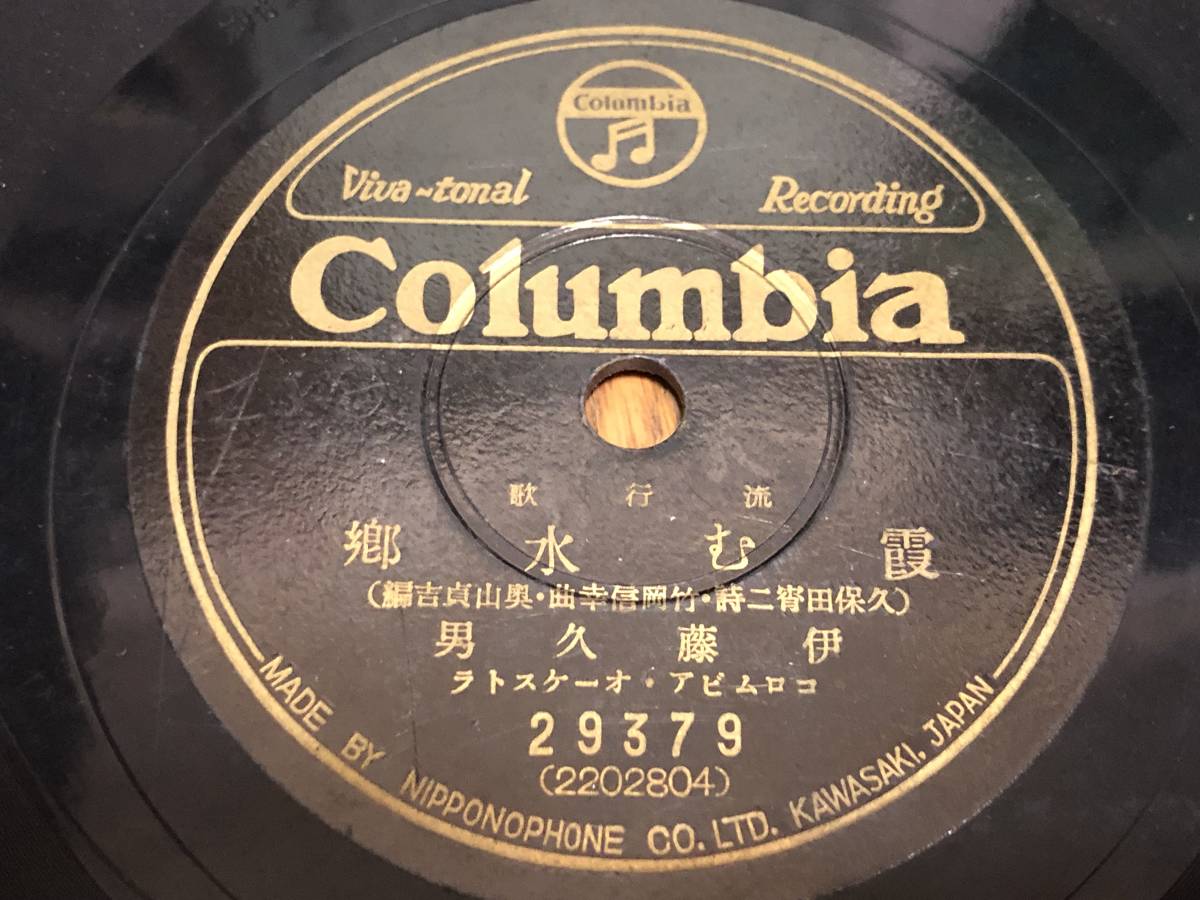 Columbia
Viva-tonal Recording
Columbia
流行歌
霞む水郷
(久保田宵二詩・竹岡信幸曲・奥山貞吉編)
伊藤久男
コロムビア・オーケストラ
29379
(2202804)
MADE BY NIPPONOPHONE CO. LTD. KAWASAKI, JAPAN